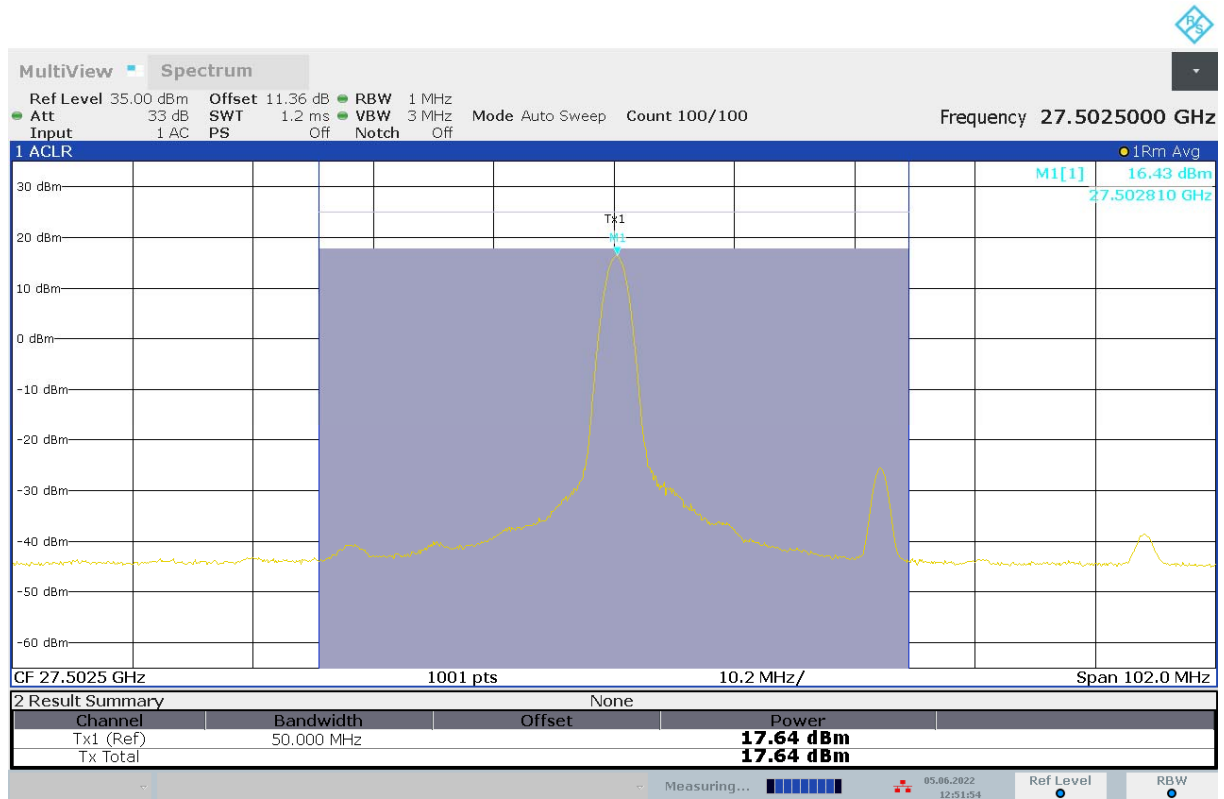 R&S
MultiView Spectrum
Ref Level 35.00 dBm Offset 11.36 dB RBW 1 MHz
Att 33 dB SWT 1.2 ms VBW 3 MHz Mode Auto Sweep Count 100/100 Frequency 27.5025000 GHz
Input 1 AC PS Off Notch Off
1 ACLR 1Rm Avg
M1[1] 16.43 dBm
27.502810 GHz
30 dBm
Tx1
20 dBm
M1
10 dBm
0 dBm
-10 dBm
-20 dBm
-30 dBm
-40 dBm
-50 dBm
-60 dBm
CF 27.5025 GHz 1001 pts 10.2 MHz/ Span 102.0 MHz
2 Result Summary None
Channel Bandwidth Offset Power
Tx1 (Ref) 50.000 MHz 17.64 dBm
Tx Total 17.64 dBm
Measuring... 05.06.2022 Ref Level RBW
12:51:54